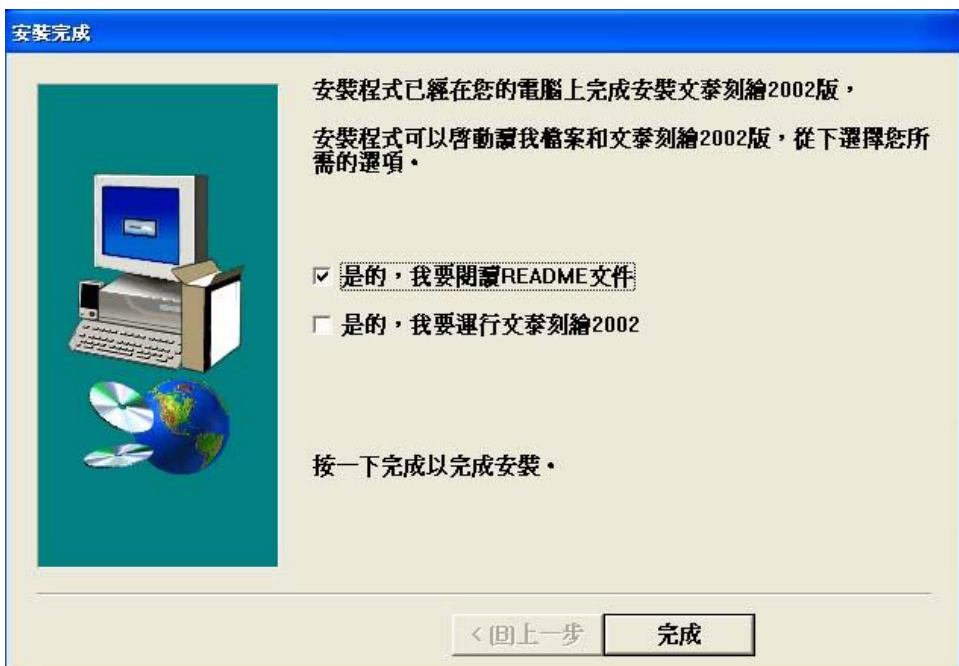 安裝完成
安裝程式已經在您的電腦上完成安裝文泰刻繪2002版，
安裝程式可以啓動讀我檔案和文泰刻繪2002版，從下選擇您所
需的選項。
是的，我要閱讀README文件
是的，我要運行文泰刻繪2002
按一下完成以完成安裝。
< (B)上一步
完成